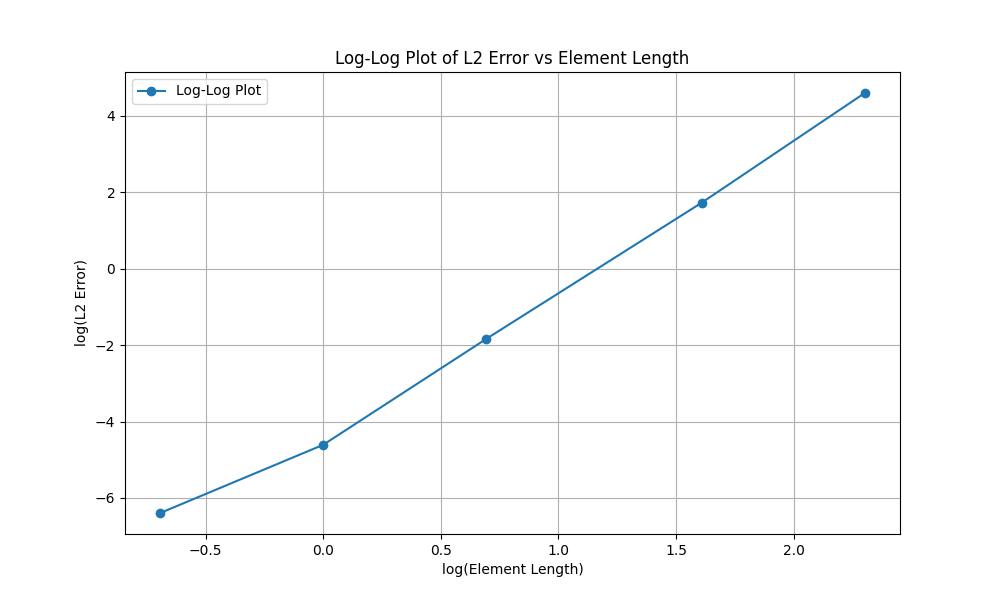 Log-Log Plot of L2 Error vs Element Length
Log-Log Plot
4
2
0
−2
−4
−6
log(L2 Error)
−0.5 0.0 0.5 1.0 1.5 2.0
log(Element Length)